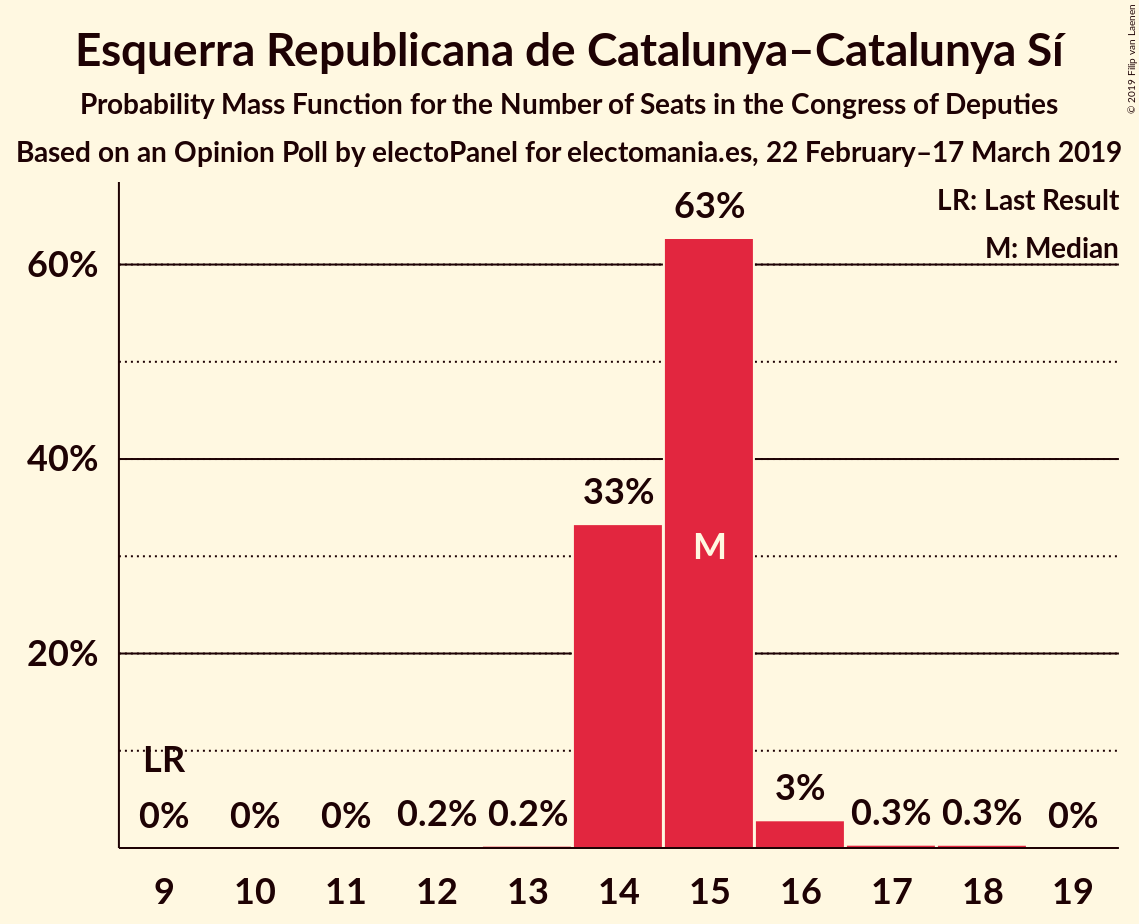 Esquerra Republicana de Catalunya–Catalunya Sí
Probability Mass Function for the Number of Seats in the Congress of Deputies
Based on an Opinion Poll by electoPanel for electomania.es, 22 February–17 March 2019
© 2019 Filip van Laenen
LR: Last Result
M: Median
63%
60%
40%
33%
M
20%
LR
0% 0% 0% 0.2% 0.2% 3% 0.3% 0.3% 0%
9 10 11 12 13 14 15 16 17 18 19